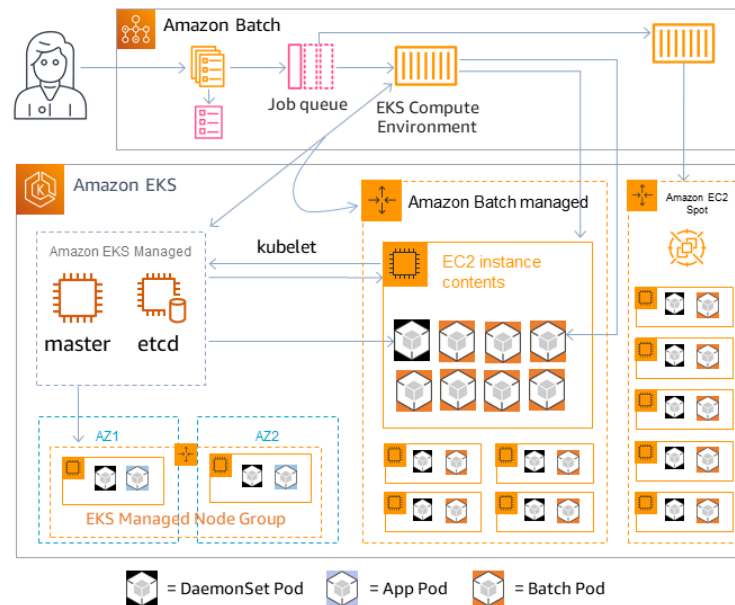 Amazon Batch
Job queue
EKS Compute
Environment
Amazon EKS
Amazon Batch managed
Amazon EC2
Spot
Amazon EKS Managed
kubelet
EC2 instance
contents
master
etcd
AZ1
AZ2
EKS Managed Node Group
= DaemonSet Pod
= App Pod
= Batch Pod